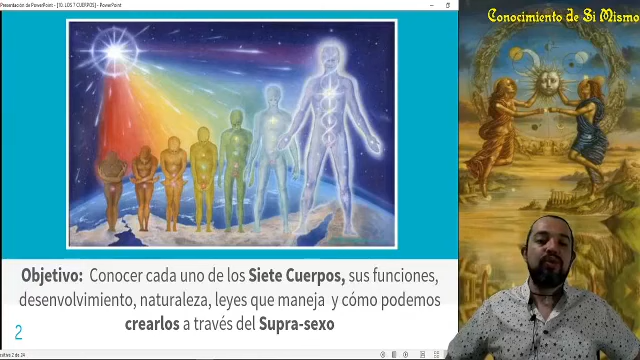 Presentación de PowerPoint - [10. LOS 7 CUERPOS] - PowerPoint
Conocimiento de Si Mismo
Objetivo: Conocer cada uno de los Siete Cuerpos, sus funciones,
desenvolvimiento, naturaleza, leyes que maneja y cómo podemos
crearlos a través del Supra-sexo
2